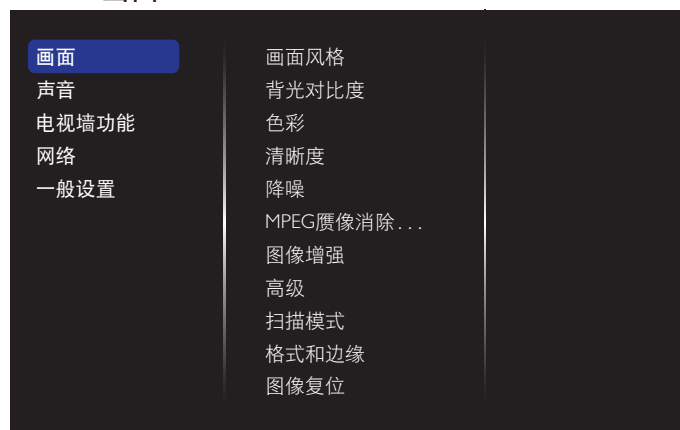 画面
声音
电视墙功能
网络
一般设置
画面风格
背光对比度
色彩
清晰度
降噪
MPEG赝像消除...
图像增强
高级
扫描模式
格式和边缘
图像复位